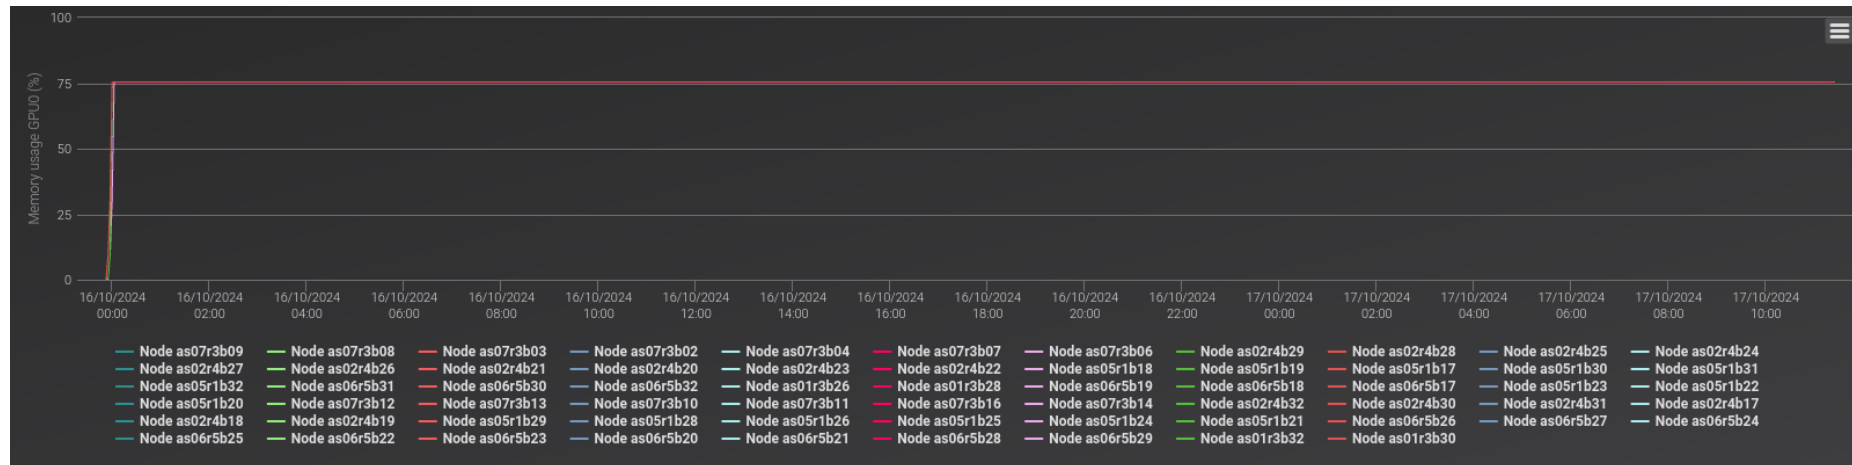 100
75
50
25
0
Memory usage GPU0 (%)
16/10/2024 16/10/2024 16/10/2024 16/10/2024 16/10/2024 16/10/2024 16/10/2024 16/10/2024 16/10/2024 16/10/2024 16/10/2024 16/10/2024 17/10/2024 17/10/2024 17/10/2024 17/10/2024 17/10/2024 17/10/2024
00:00 02:00 04:00 06:00 08:00 10:00 12:00 14:00 16:00 18:00 20:00 22:00 00:00 02:00 04:00 06:00 08:00 10:00
Node as07r3b09 Node as07r3b08 Node as07r3b03 Node as07r3b02 Node as07r3b04 Node as07r3b07 Node as07r3b06 Node as02r4b29 Node as02r4b28 Node as02r4b25 Node as02r4b24
Node as02r4b27 Node as02r4b26 Node as02r4b21 Node as02r4b20 Node as02r4b23 Node as02r4b22 Node as05r1b18 Node as05r1b19 Node as05r1b17 Node as05r1b30 Node as05r1b31
Node as05r1b32 Node as06r5b31 Node as06r5b30 Node as06r5b32 Node as01r3b26 Node as01r3b28 Node as06r5b19 Node as06r5b18 Node as06r5b17 Node as05r1b23 Node as05r1b22
Node as05r1b20 Node as07r3b12 Node as07r3b13 Node as07r3b10 Node as07r3b11 Node as07r3b16 Node as07r3b14 Node as02r4b32 Node as02r4b30 Node as02r4b31 Node as02r4b17
Node as02r4b18 Node as02r4b19 Node as05r1b29 Node as05r1b28 Node as05r1b26 Node as05r1b25 Node as05r1b24 Node as05r1b21 Node as06r5b26 Node as06r5b27 Node as06r5b24
Node as06r5b25 Node as06r5b22 Node as06r5b23 Node as06r5b20 Node as06r5b21 Node as06r5b28 Node as06r5b29 Node as01r3b32 Node as01r3b30